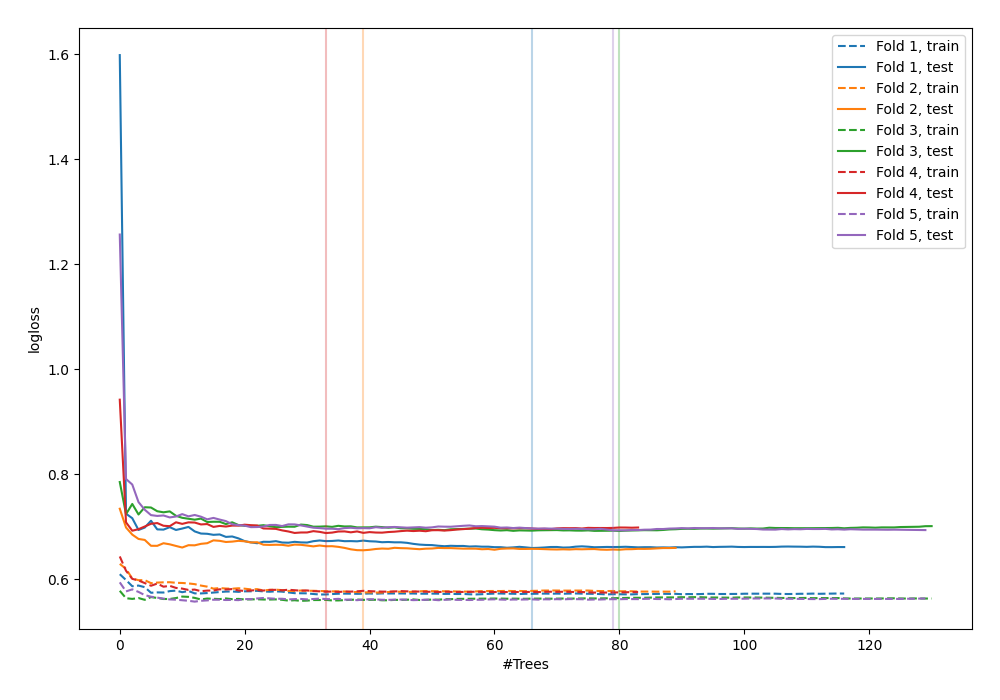 1.6
1.4
1.2
1.0
0.8
0.6
logloss
0
20
40
60
80
100
120
#Trees
Fold 1, train
Fold 1, test
Fold 2, train
Fold 2, test
Fold 3, train
Fold 3, test
Fold 4, train
Fold 4, test
Fold 5, train
Fold 5, test